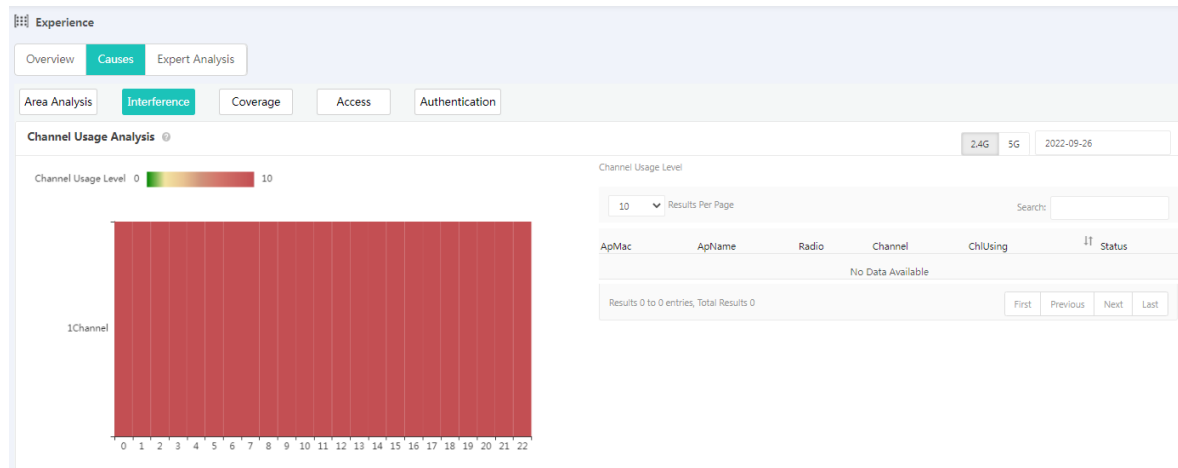 Experience
Overview Causes Expert Analysis
Area Analysis Interference Coverage Access Authentication
Channel Usage Analysis
2.4G 5G 2022-09-26
Channel Usage Level 0 10
1Channel
0 1 2 3 4 5 6 7 8 9 10 11 12 13 14 15 16 17 18 19 20 21 22
Channel Usage Level
10 Results Per Page Search:
ApMac ApName Radio Channel ChlUsing Status
No Data Available
Results 0 to 0 entries, Total Results 0
First Previous Next Last